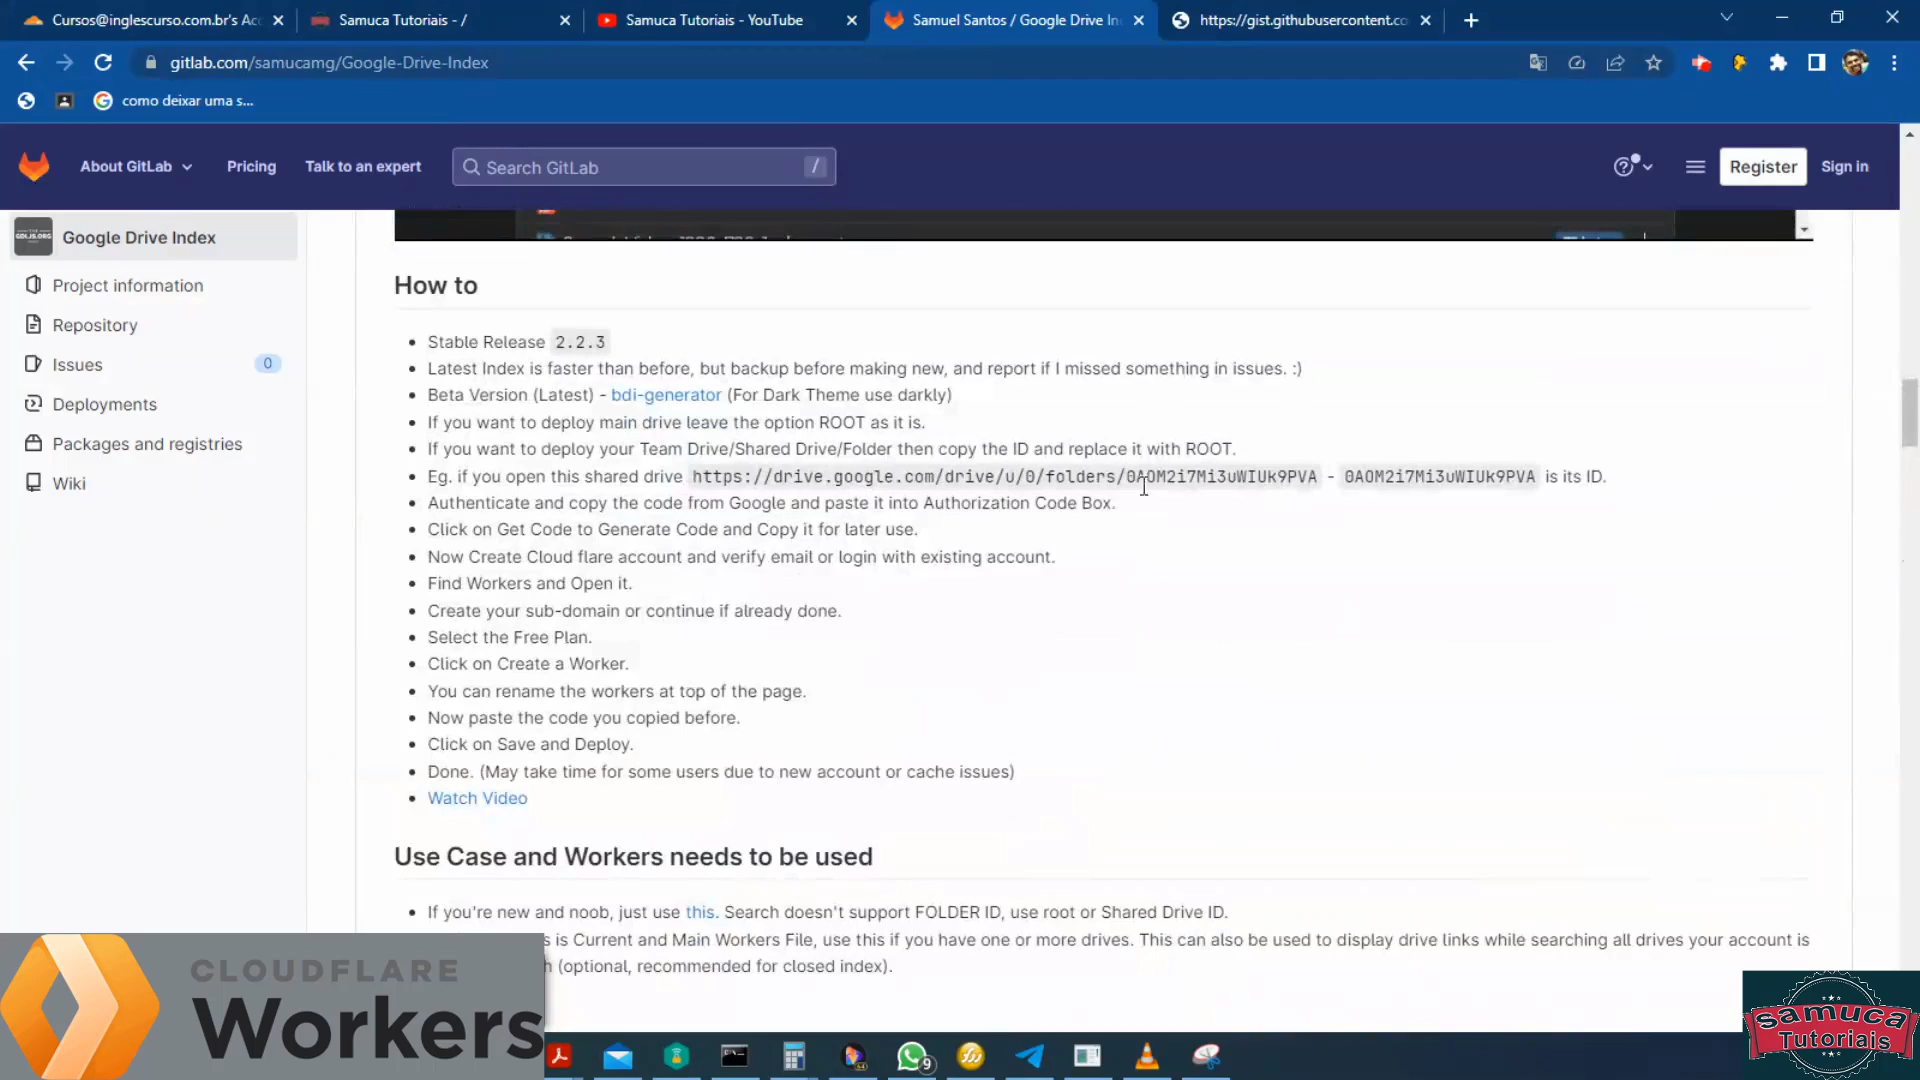 Cursos@inglescurso.com.br's Acc
Samuca Tutoriais - /
Samuca Tutoriais - YouTube
Samuel Santos / Google Drive In
https://gist.githubusercontent.co
gitlab.com/samucamg/Google-Drive-Index
como deixar uma s...
About GitLab
Pricing
Talk to an expert
Search GitLab
/
Register
Sign in
Google Drive Index
Project information
Repository
Issues
0
Deployments
Packages and registries
Wiki
How to
Stable Release 2.2.3
Latest Index is faster than before, but backup before making new, and report if I missed something in issues. :)
Beta Version (Latest) - bdi-generator (For Dark Theme use darkly)
If you want to deploy main drive leave the option ROOT as it is.
If you want to deploy your Team Drive/Shared Drive/Folder then copy the ID and replace it with ROOT.
Eg. if you open this shared drive https://drive.google.com/drive/u/0/folders/0AOM2i7Mi3uWIUk9PVA - 0AOM2i7Mi3uWIUk9PVA is its ID.
Authenticate and copy the code from Google and paste it into Authorization Code Box.
Click on Get Code to Generate Code and Copy it for later use.
Now Create Cloud flare account and verify email or login with existing account.
Find Workers and Open it.
Create your sub-domain or continue if already done.
Select the Free Plan.
Click on Create a Worker.
You can rename the workers at top of the page.
Now paste the code you copied before.
Click on Save and Deploy.
Done. (May take time for some users due to new account or cache issues)
Watch Video
Use Case and Workers needs to be used
If you're new and noob, just use this. Search doesn't support FOLDER ID, use root or Shared Drive ID.
s is Current and Main Workers File, use this if you have one or more drives. This can also be used to display drive links while searching all drives your account is
h (optional, recommended for closed index).
CLOUDFLARE
Workers
9
samuca
Tutoriais